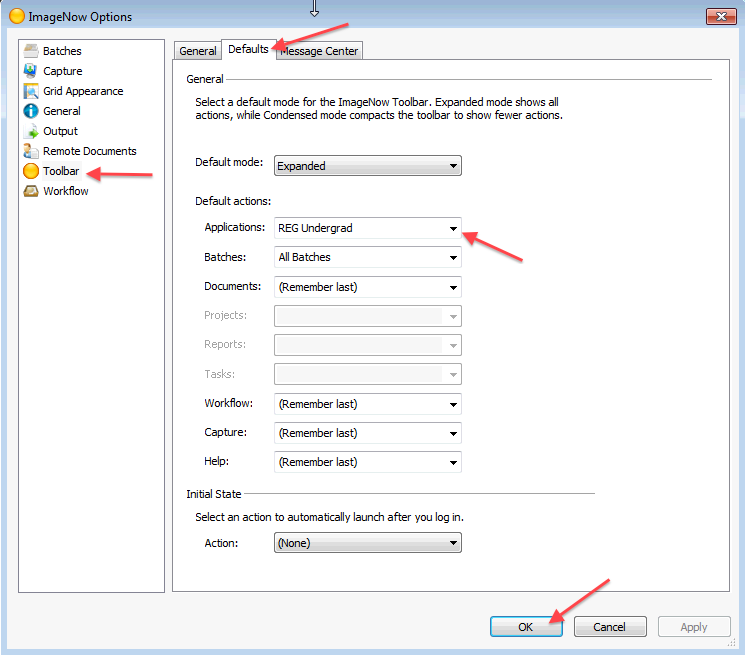 ImageNow Options
Batches
Capture
Grid Appearance
General
Output
Remote Documents
Toolbar
Workflow
General
Defaults
Message Center
General
Select a default mode for the ImageNow Toolbar. Expanded mode shows all
actions, while Condensed mode compacts the toolbar to show fewer actions.
Default mode: Expanded
Default actions:
Applications: REG Undergrad
Batches: All Batches
Documents: (Remember last)
Projects:
Reports:
Tasks:
Workflow: (Remember last)
Capture: (Remember last)
Help: (Remember last)
Initial State
Select an action to automatically launch after you log in.
Action: (None)
OK Cancel Apply